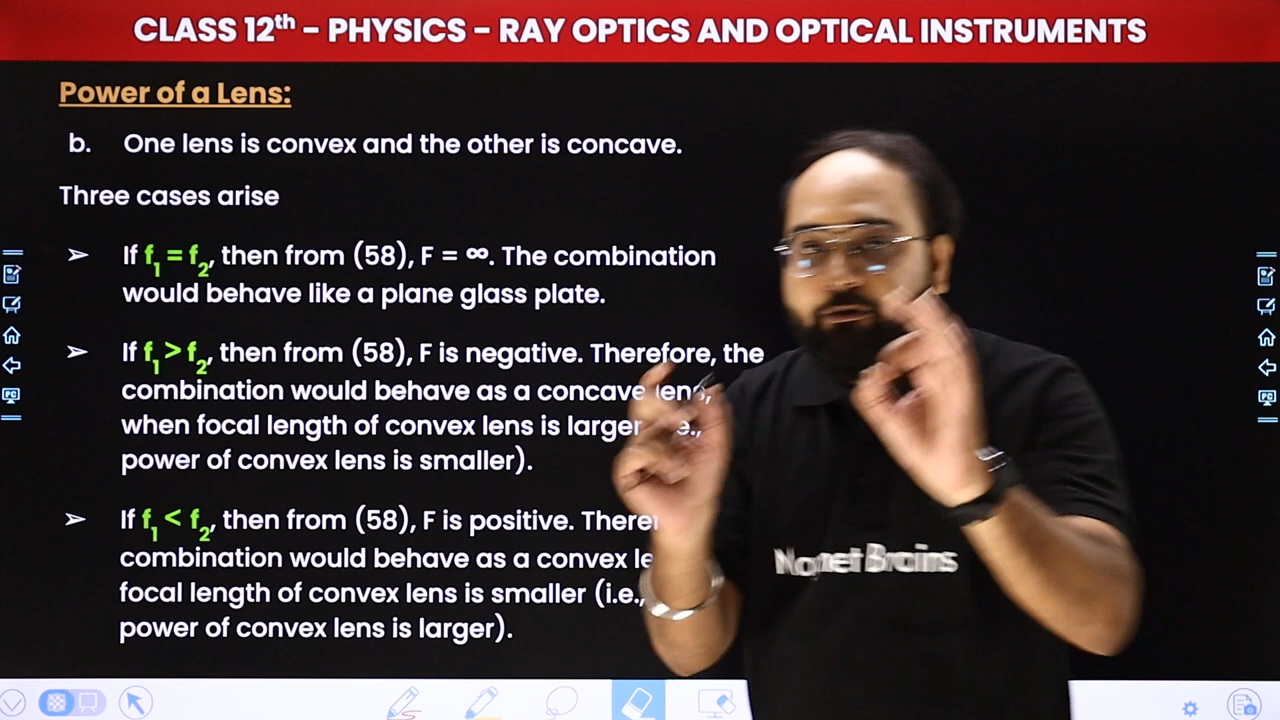 CLASS 12th - PHYSICS - RAY OPTICS AND OPTICAL INSTRUMENTS
Power of a Lens:
b. One lens is convex and the other is concave.
Three cases arise
➢ If f1 = f2, then from (58), F = ∞. The combination
would behave like a plane glass plate.
➢ If f1 > f2, then from (58), F is negative. Therefore, the
combination would behave as a concave lens,
when focal length of convex lens is larger
power of convex lens is smaller).
➢ If f1 < f2, then from (58), F is positive.
combination would behave as a convex
focal length of convex lens is smaller (i.e.,
power of convex lens is larger).
Magnet Brains